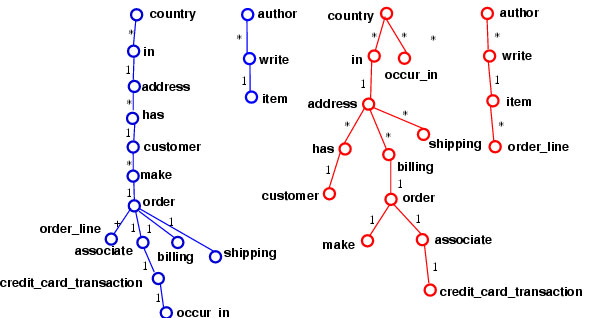 country author country author
* * * * * *
in write in occur_in write
1 1 1 1
address item address item
* * * * *
has has billing shipping order_line
1 1 1
customer customer order
* 1 1
make make associate
1 1
order credit_card_transaction
+ 1 1 1
order_line associate billing shipping
1
credit_card_transaction
1
occur_in